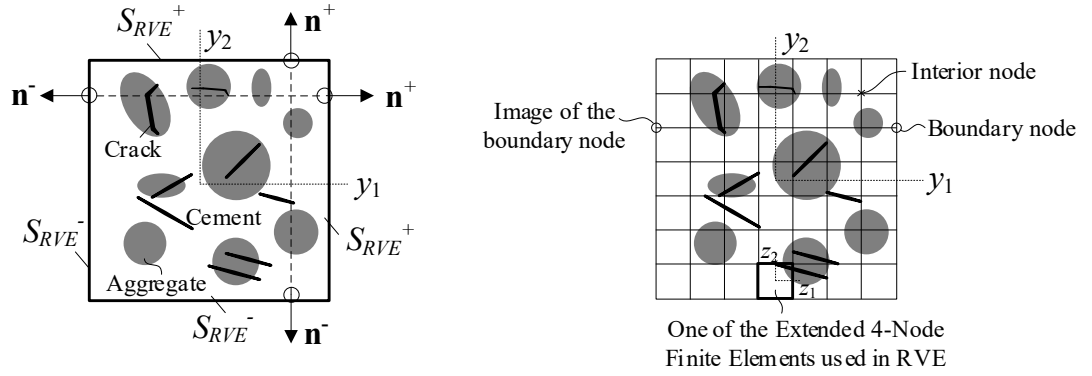 S_RVE^+
n^+
y_2
n^-
n^+
Crack
y_1
Cement
S_RVE^-
S_RVE^+
Aggregate
S_RVE^-
n^-
y_2
Interior node
Image of the
boundary node
Boundary node
y_1
z_2
z_1
One of the Extended 4-Node
Finite Elements used in RVE